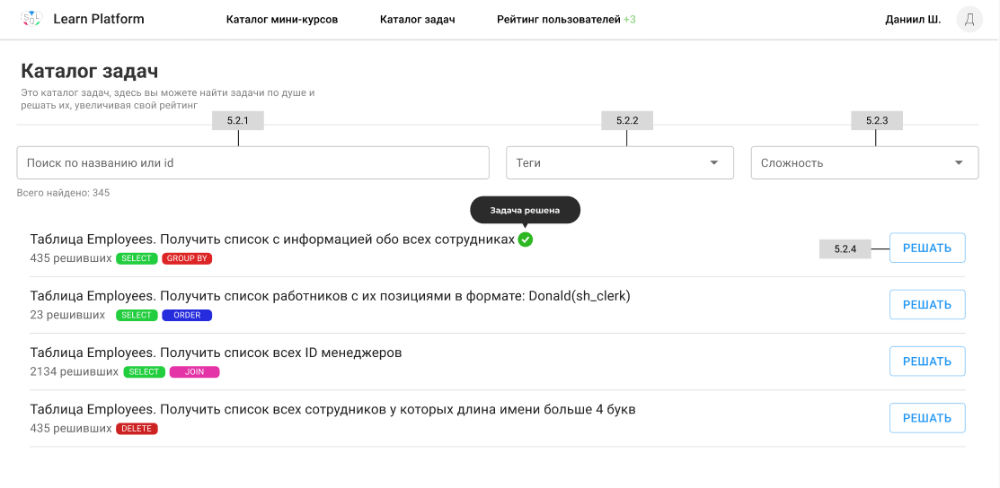 SQL Learn Platform Каталог мини-курсов Каталог задач Рейтинг пользователей +3 Даниил Ш. Д
Каталог задач
Это каталог задач, здесь вы можете найти задачи по душе и
решать их, увеличивая свой рейтинг
5.2.1 5.2.2 5.2.3
Поиск по названию или id Теги Сложность
Всего найдено: 345
Задача решена
Таблица Employees. Получить список с информацией обо всех сотрудниках
435 решивших SELECT GROUP BY
5.2.4 РЕШАТЬ
Таблица Employees. Получить список работников с их позициями в формате: Donald(sh_clerk)
23 решивших SELECT ORDER
РЕШАТЬ
Таблица Employees. Получить список всех ID менеджеров
2134 решивших SELECT JOIN
РЕШАТЬ
Таблица Employees. Получить список всех сотрудников у которых длина имени больше 4 букв
435 решивших DELETE
РЕШАТЬ